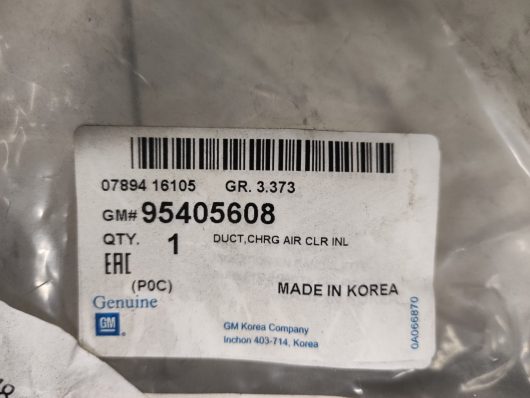 07894 16105 GR. 3.373
GM# 95405608
QTY. 1 DUCT,CHRG AIR CLR INL
EAC
(P0C) MADE IN KOREA
Genuine
GM
GM Korea Company
Inchon 403-714, Korea
0A066870